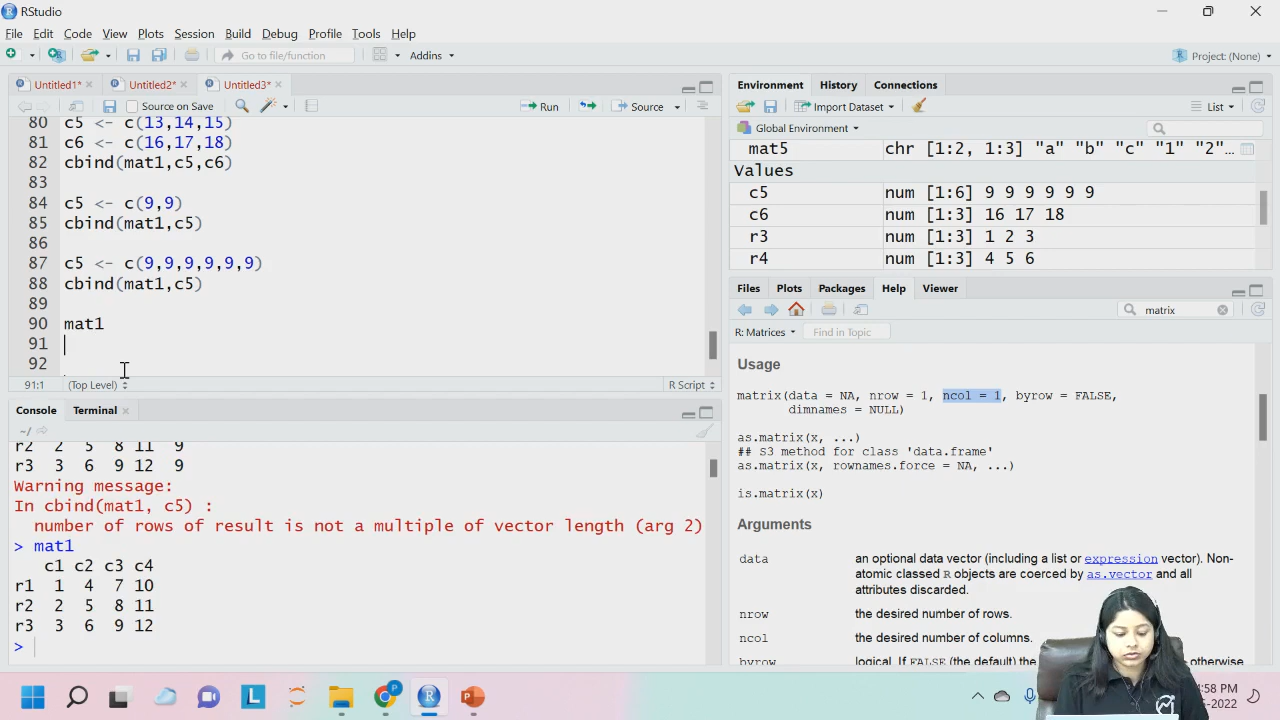 RStudio
File Edit Code View Plots Session Build Debug Profile Tools Help
Go to file/function Addins Project: (None)
Untitled1* Untitled2* Untitled3*
Source on Save Run Source
80 c5 <- c(13,14,15)
81 c6 <- c(16,17,18)
82 cbind(mat1,c5,c6)
83
84 c5 <- c(9,9)
85 cbind(mat1,c5)
86
87 c5 <- c(9,9,9,9,9,9)
88 cbind(mat1,c5)
89
90 mat1
91
92
91:1 (Top Level) R Script
Console Terminal
~/
r2 2 5 8 11 9
r3 3 6 9 12 9
Warning message:
In cbind(mat1, c5) :
number of rows of result is not a multiple of vector length (arg 2)
> mat1
c1 c2 c3 c4
r1 1 4 7 10
r2 2 5 8 11
r3 3 6 9 12
>
Environment History Connections
Import Dataset List
Global Environment
mat5 chr [1:2, 1:3] "a" "b" "c" "1" "2"…
Values
c5 num [1:6] 9 9 9 9 9 9
c6 num [1:3] 16 17 18
r3 num [1:3] 1 2 3
r4 num [1:3] 4 5 6
Files Plots Packages Help Viewer
matrix
R: Matrices Find in Topic
Usage
matrix(data = NA, nrow = 1, ncol = 1, byrow = FALSE,
dimnames = NULL)
as.matrix(x, ...)
## S3 method for class 'data.frame'
as.matrix(x, rownames.force = NA, ...)
is.matrix(x)
Arguments
data an optional data vector (including a list or expression vector). Non-
atomic classed R objects are coerced by as.vector and all
attributes discarded.
nrow the desired number of rows.
ncol the desired number of columns.
byrow logical. If FALSE (the default) the otherwise
:58 PM
-2022